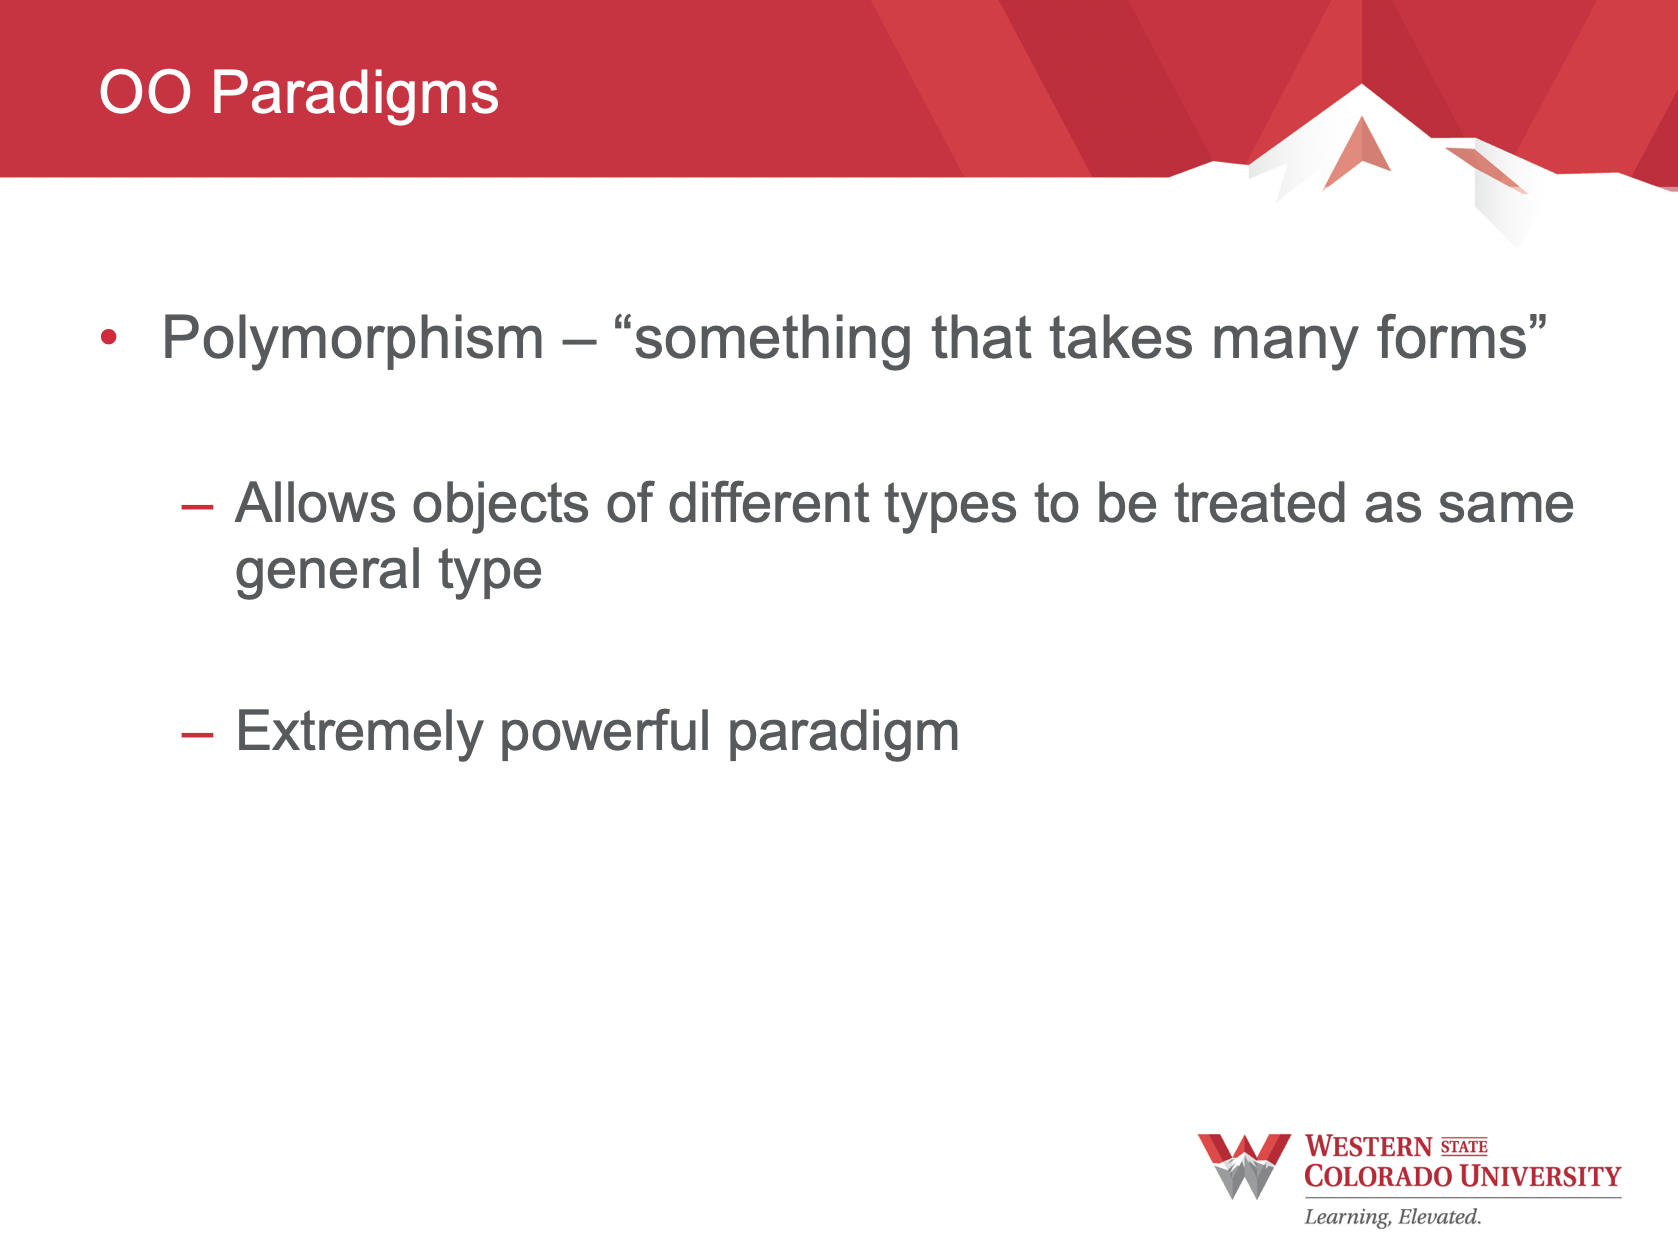 OO Paradigms
• Polymorphism – “something that takes many forms”
– Allows objects of different types to be treated as same
general type
– Extremely powerful paradigm
WESTERN STATE
COLORADO UNIVERSITY
Learning, Elevated.